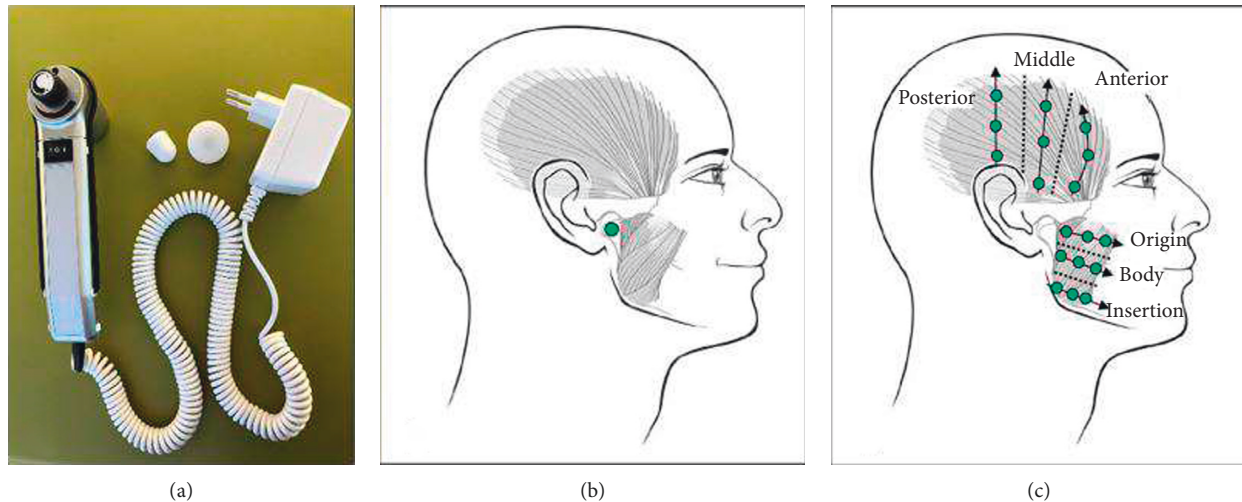 Middle
Anterior
Posterior
Origin
Body
Insertion
(a)
(b)
(c)